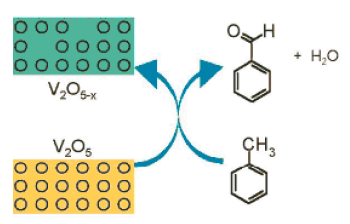 O H
+ H₂O
V₂O₅₋ₓ
V₂O₅
CH₃